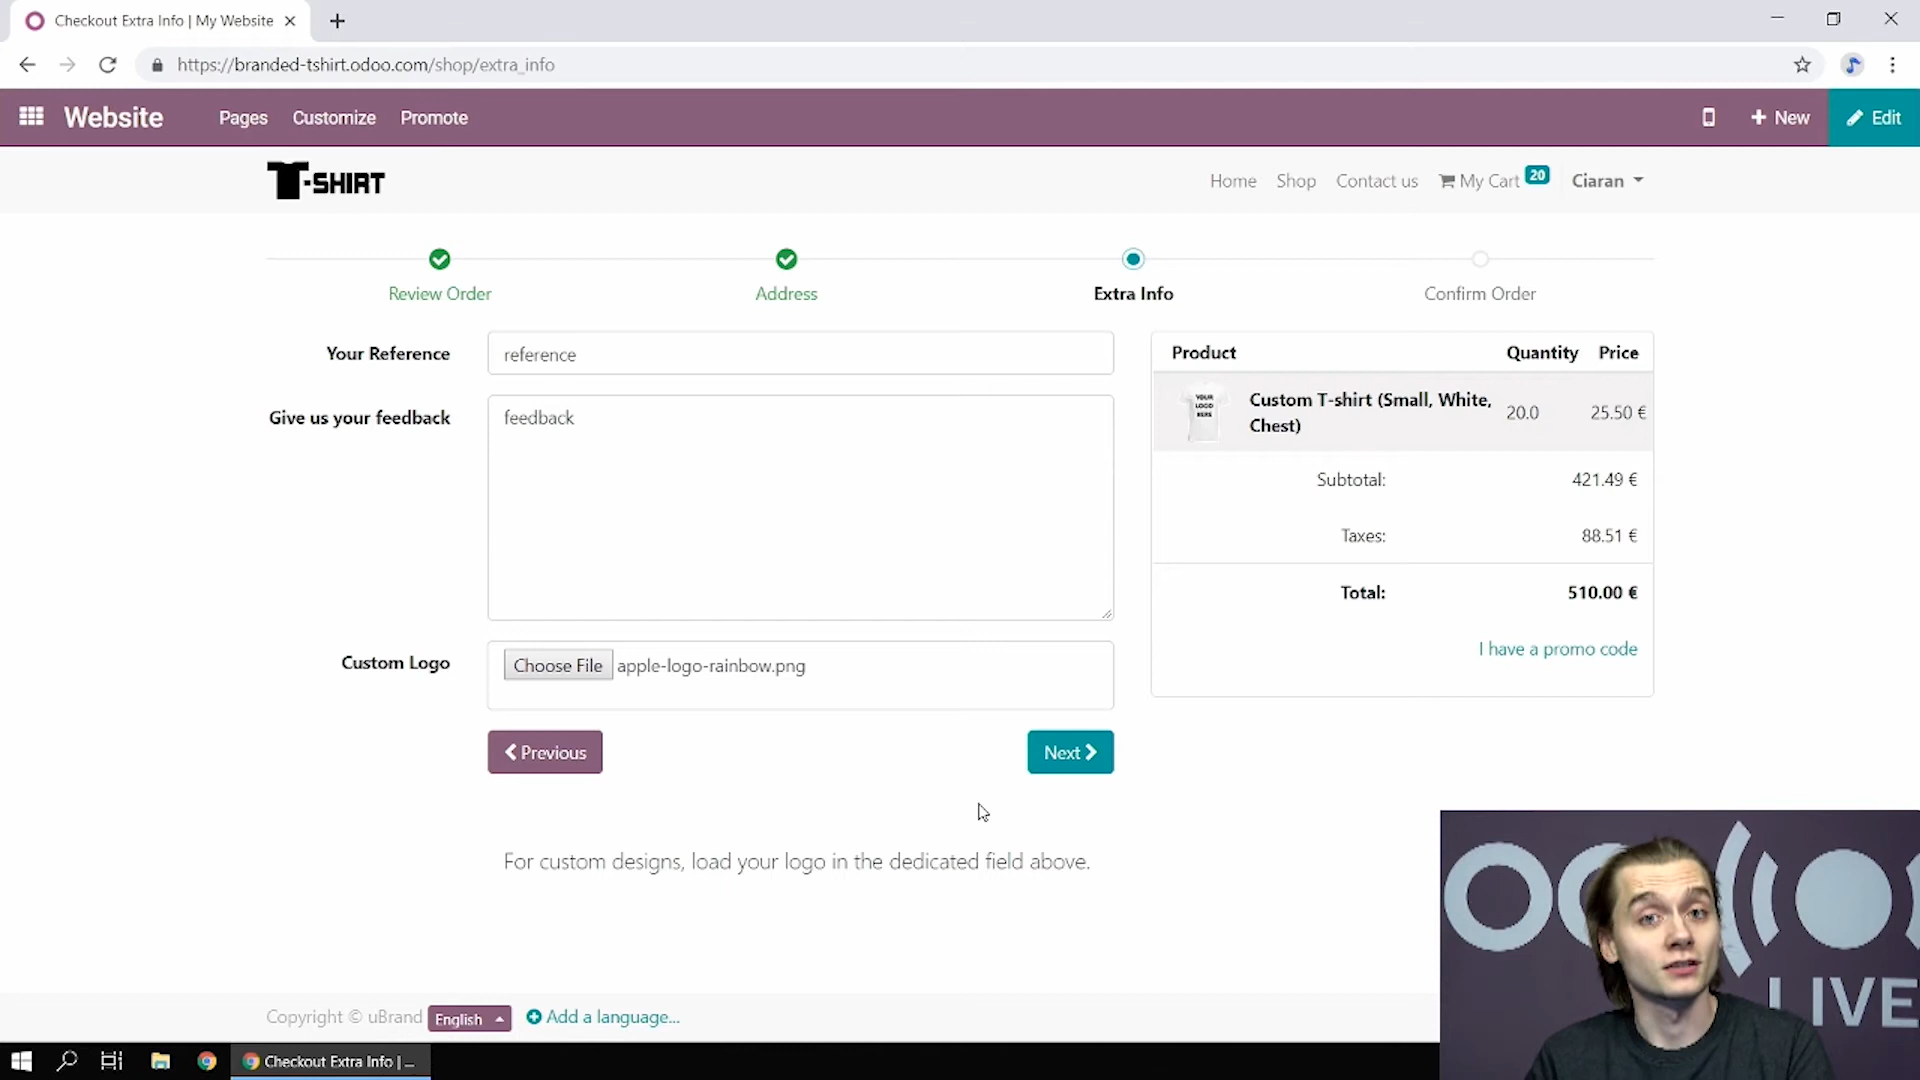 Checkout Extra Info | My Website
https://branded-tshirt.odoo.com/shop/extra_info
Website Pages Customize Promote + New Edit
T-SHIRT
Home Shop Contact us My Cart 20 Ciaran
Review Order Address Extra Info Confirm Order
Your Reference reference
Give us your feedback feedback
Custom Logo Choose File apple-logo-rainbow.png
Previous Next
For custom designs, load your logo in the dedicated field above.
Product Quantity Price
YOUR
LOGO
HERE
Custom T-shirt (Small, White,
Chest) 20.0 25.50 €
Subtotal: 421.49 €
Taxes: 88.51 €
Total: 510.00 €
I have a promo code
Copyright © uBrand English Add a language...
Checkout Extra Info | ...
LIVE